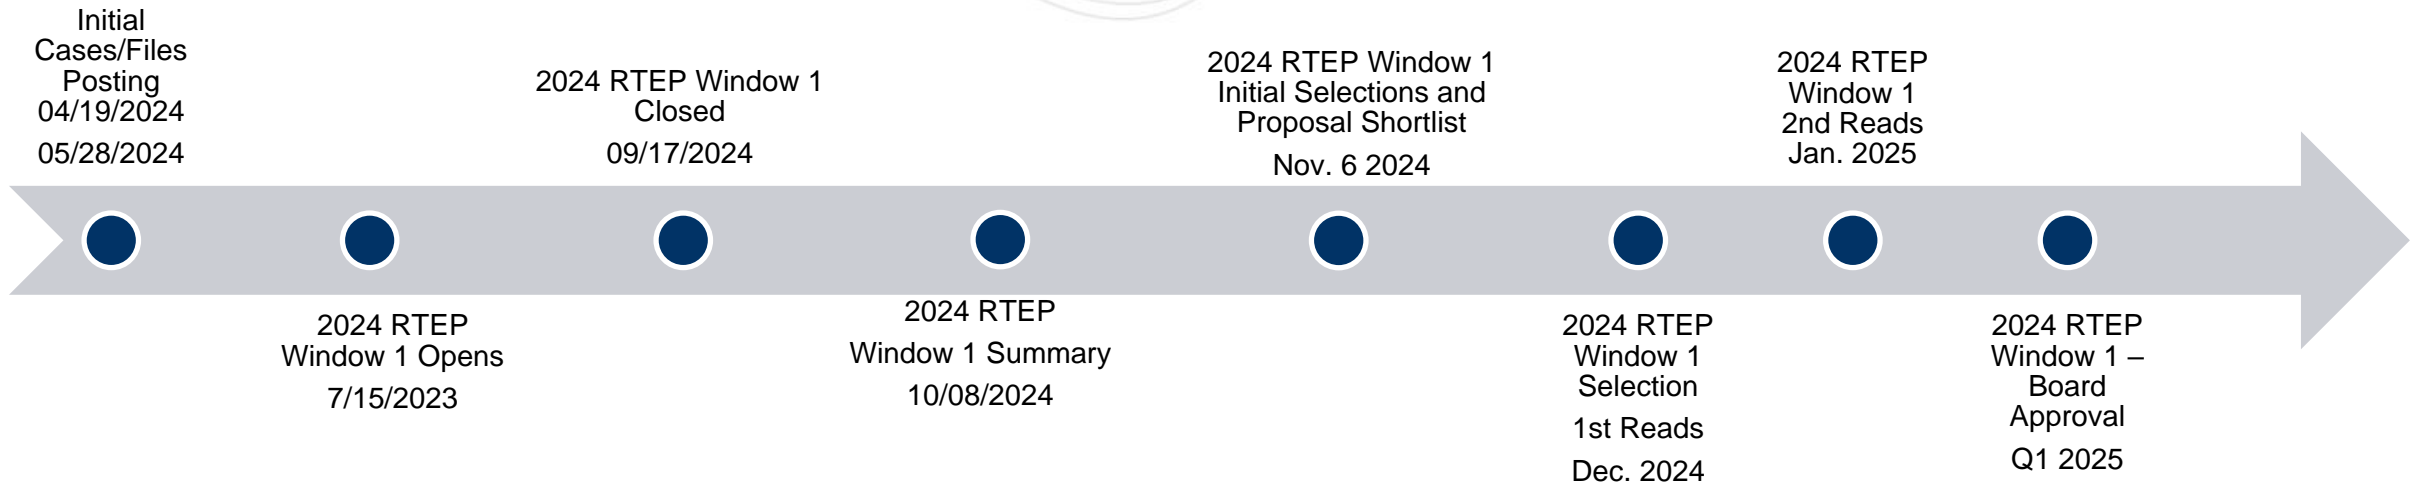 Initial
Cases/Files
Posting
04/19/2024
05/28/2024
2024 RTEP
Window 1 Opens
7/15/2023
2024 RTEP Window 1
Closed
09/17/2024
2024 RTEP
Window 1 Summary
10/08/2024
2024 RTEP Window 1
Initial Selections and
Proposal Shortlist
Nov. 6 2024
2024 RTEP
Window 1
Selection
1st Reads
Dec. 2024
2024 RTEP
Window 1
2nd Reads
Jan. 2025
2024 RTEP
Window 1 –
Board
Approval
Q1 2025